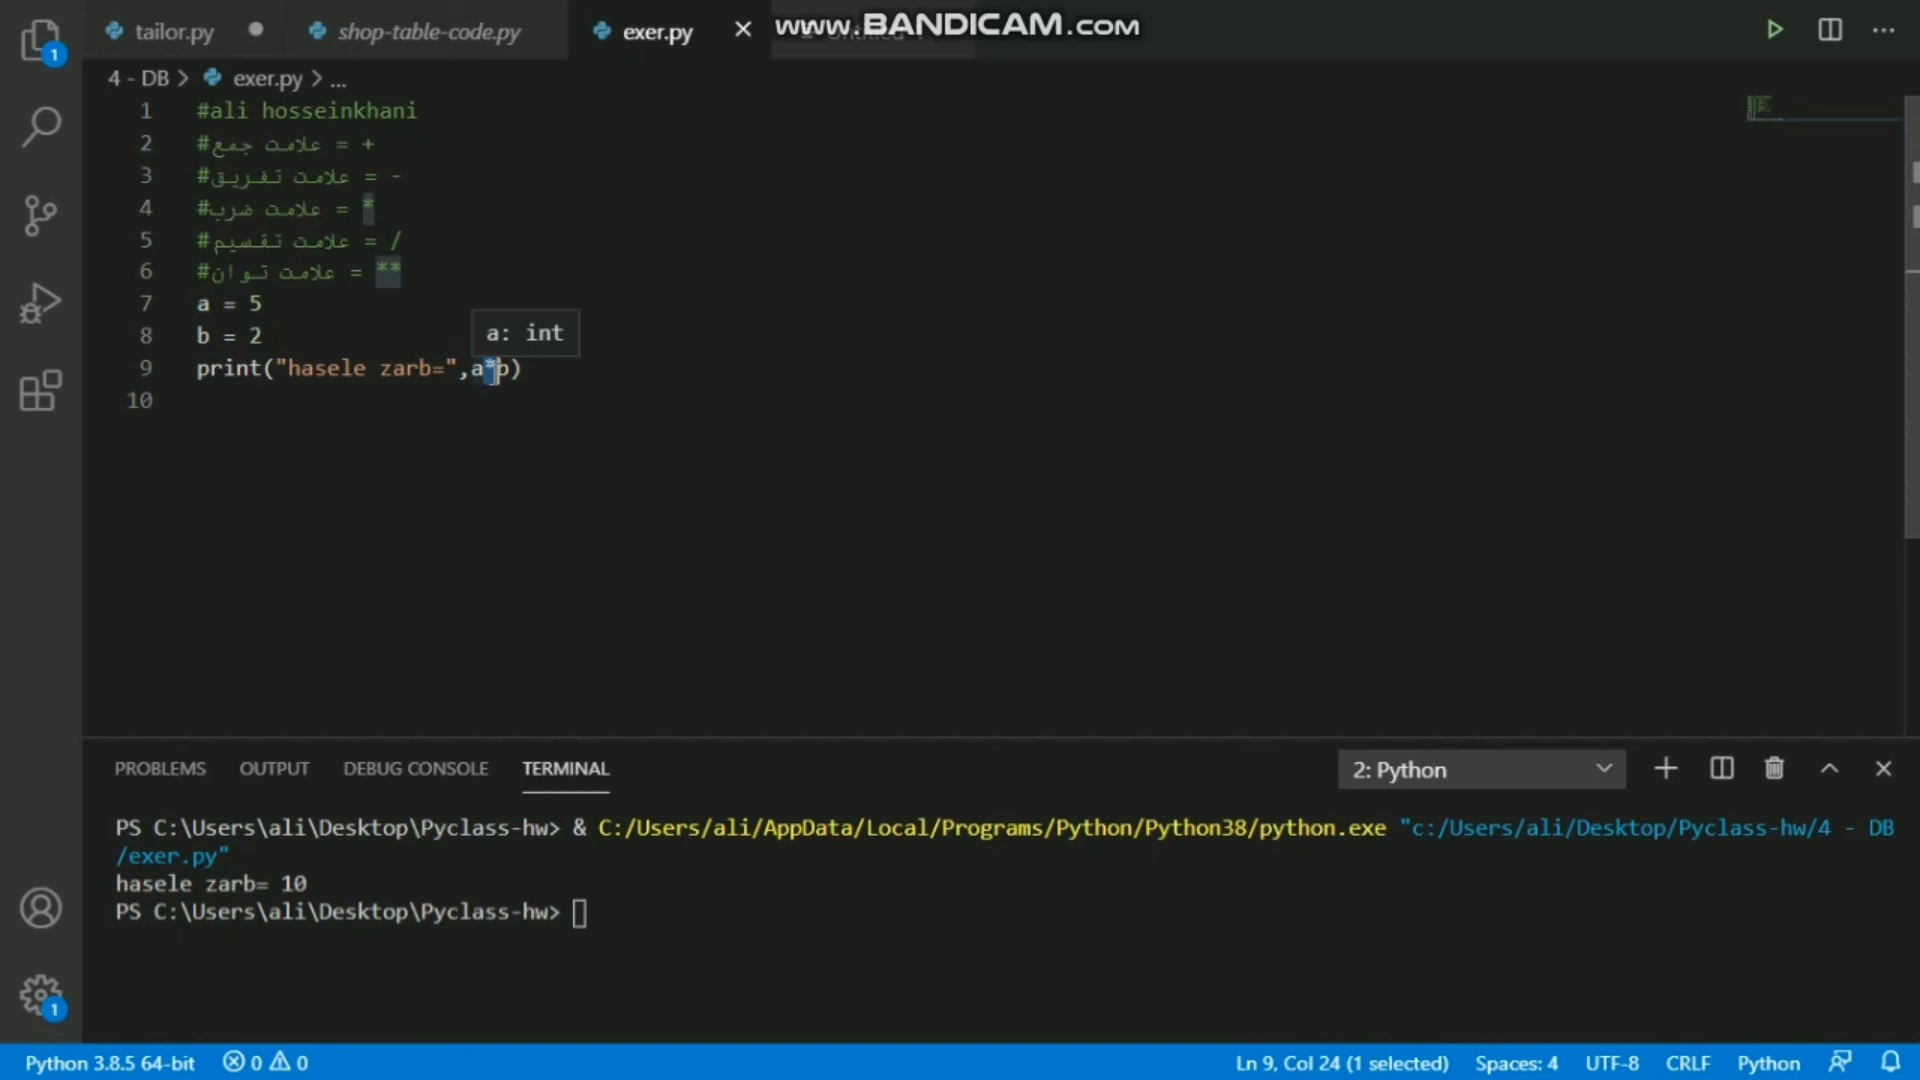 tailor.py
shop-table-code.py
exer.py
www.BANDICAM.com
4 - DB > exer.py > ...
1 #ali hosseinkhani
2 #علامت جمع = +
3 #علامت تفریق = -
4 #علامت ضرب = *
5 #علامت تقسیم = /
6 #علامت توان = **
7 a = 5
8 b = 2
a: int
9 print("hasele zarb=",a*b)
10
PROBLEMS OUTPUT DEBUG CONSOLE TERMINAL
2: Python
PS C:\Users\ali\Desktop\Pyclass-hw> & C:/Users/ali/AppData/Local/Programs/Python/Python38/python.exe "c:/Users/ali/Desktop/Pyclass-hw/4 - DB
/exer.py"
hasele zarb= 10
PS C:\Users\ali\Desktop\Pyclass-hw>
1
1
Python 3.8.5 64-bit 0 0 Ln 9, Col 24 (1 selected) Spaces: 4 UTF-8 CRLF Python